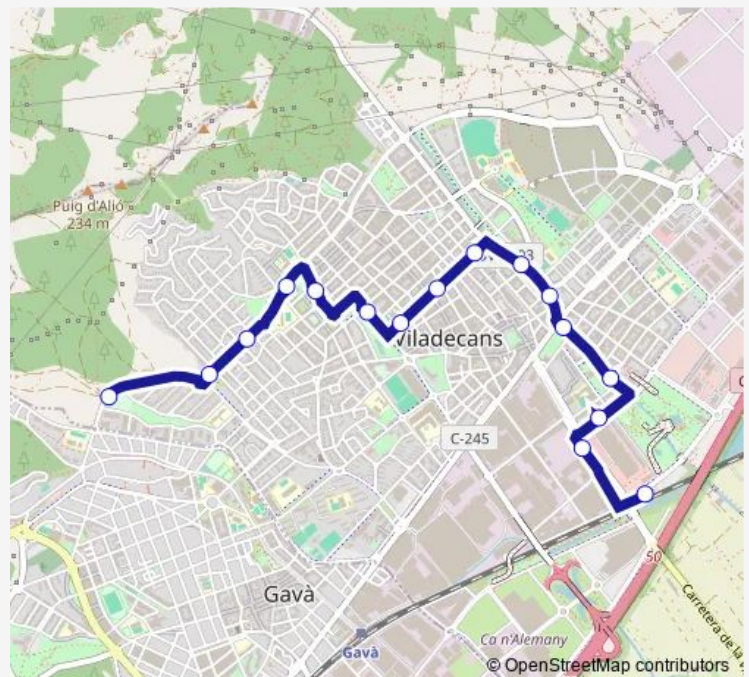 Puig d'Alió
234 m
Viladecans
C-245
50
Gavà
Gavà
Ca n'Alemany
Carretera de la
© OpenStreetMap contributors